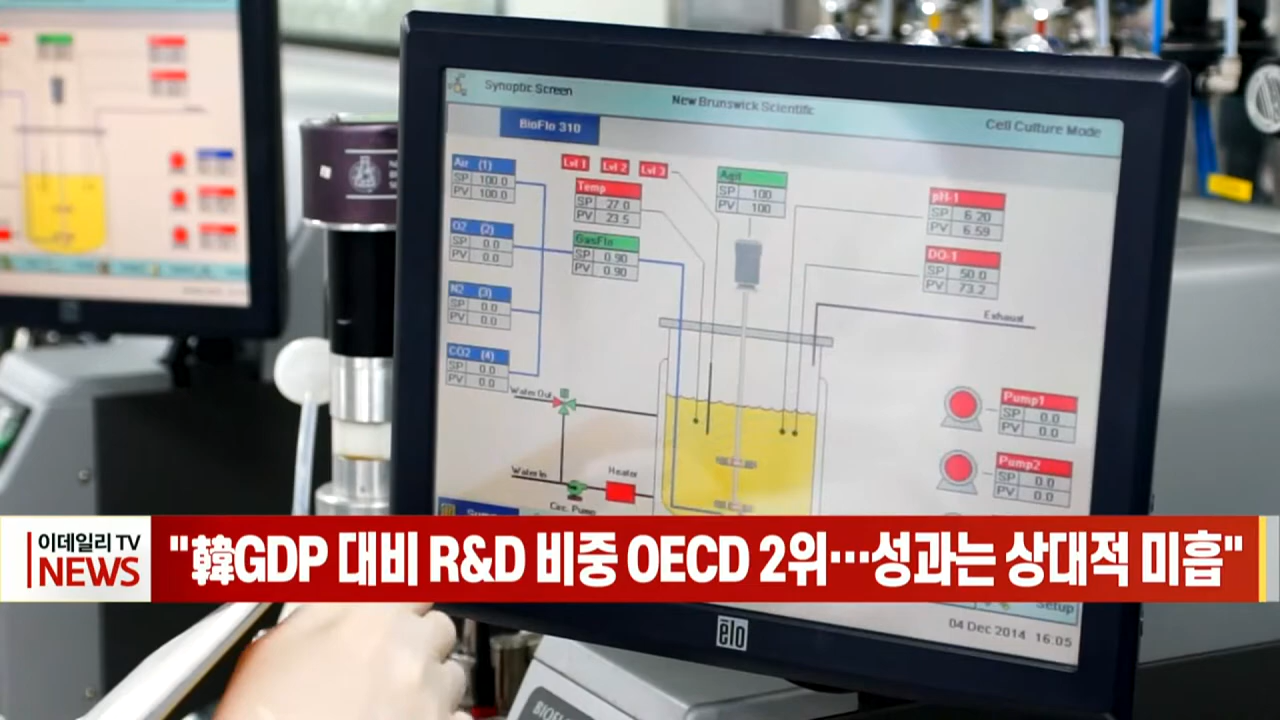 Synoptic Screen
New Brunswick Scientific
Cell Culture Mode
BioFlo 310
Air (1)
SP 100.0
PV 100.0
Lvl 1 Lvl 2 Lvl 3
Temp
SP 27.0
PV 23.5
Agit
SP 100
PV 100
pH-1
SP 6.20
PV 6.59
O2 (2)
SP 0.0
PV 0.0
GasFlo
SP 0.90
PV 0.90
DO-1
SP 50.0
PV 73.2
N2 (3)
SP 0.0
PV 0.0
Exhaust
CO2 (4)
SP 0.0
PV 0.0
Water Out
Pump1
SP 0.0
PV 0.0
Water In
Heater
Circ. Pump
Pump2
SP 0.0
PV 0.0
이데일리 TV
NEWS
"韓GDP 대비 R&D 비중 OECD 2위…성과는 상대적 미흡"
Setup
04 Dec 2014 16:05
elo